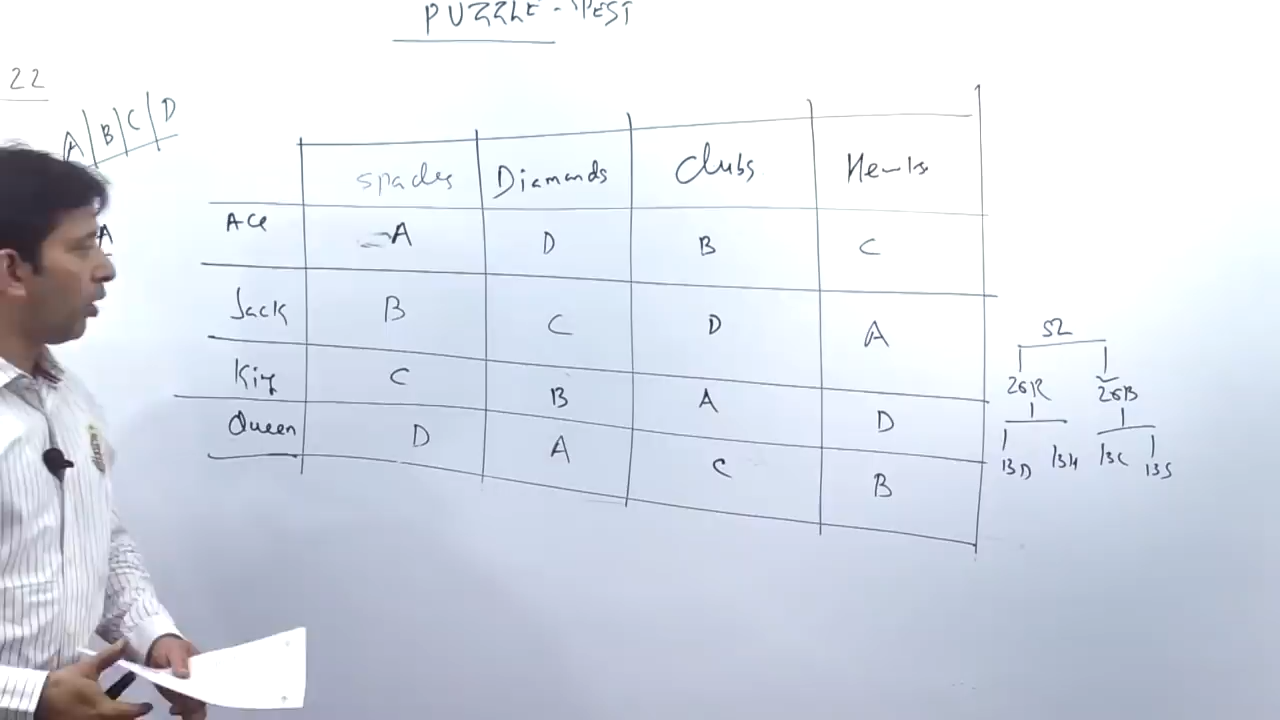 PUZZLE - TEST
22
A | B | C | D
A
Spades Diamonds Clubs Hearts
Ace A D B C
Jack B C D A
King C B A D
Queen D A C B
52
26R 26B
13D 13H 13C 13S